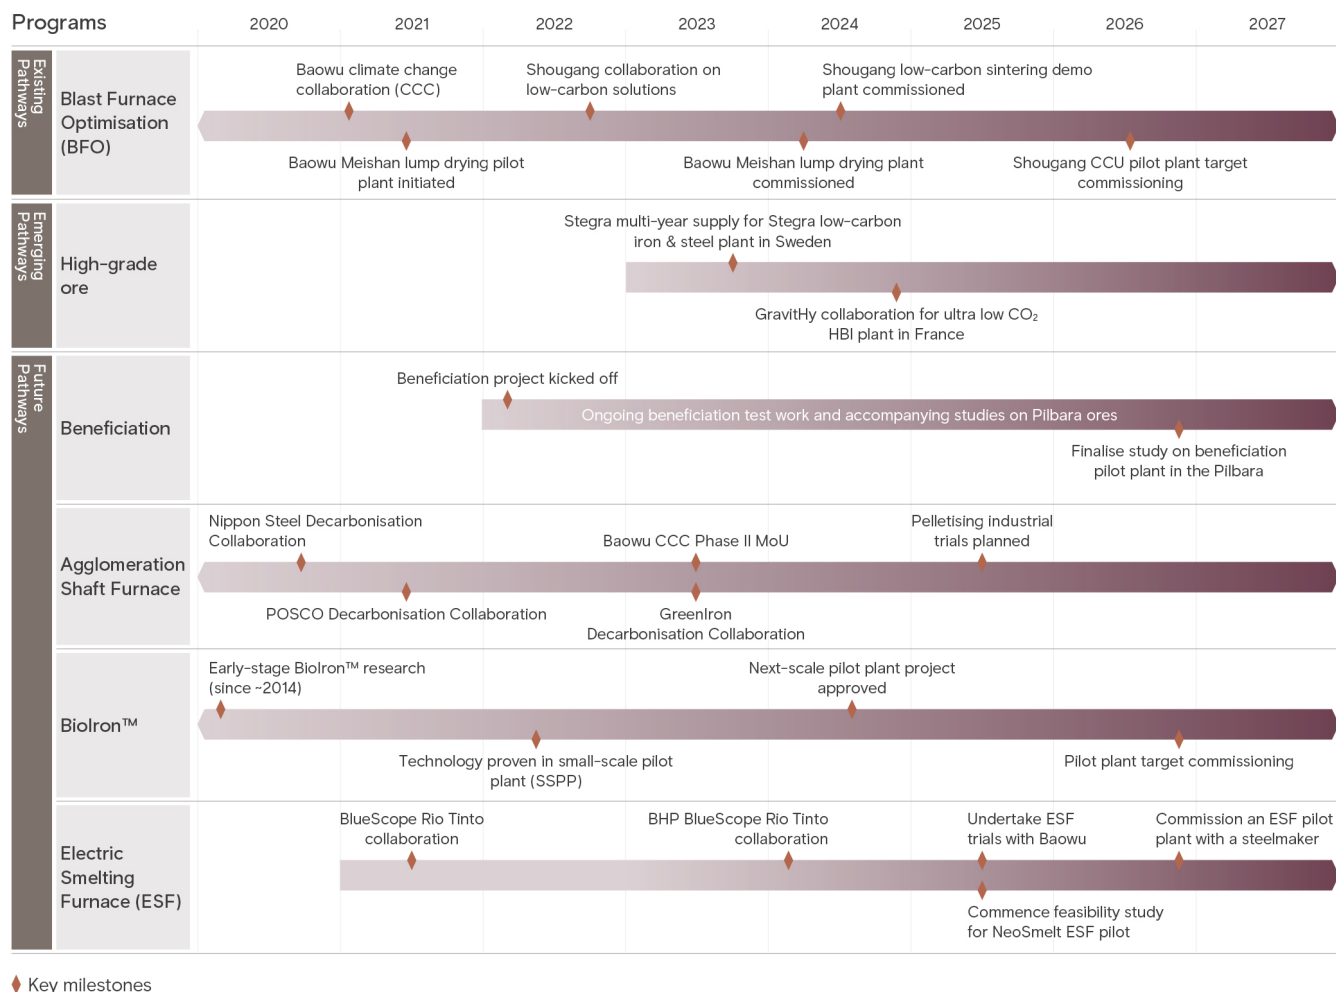 Programs
2020
2021
2022
2023
2024
2025
2026
2027
Existing
Pathways
Blast Furnace
Optimisation
(BFO)
Baowu climate change
collaboration (CCC)
Shougang collaboration on
low-carbon solutions
Shougang low-carbon sintering demo
plant commissioned
Baowu Meishan lump drying pilot
plant initiated
Baowu Meishan lump drying plant
commissioned
Shougang CCU pilot plant target
commissioning
Emerging
Pathways
High-grade
ore
Stegra multi-year supply for Stegra low-carbon
iron & steel plant in Sweden
GravitHy collaboration for ultra low CO₂
HBI plant in France
Future
Pathways
Beneficiation
Beneficiation project kicked off
Ongoing beneficiation test work and accompanying studies on Pilbara ores
Finalise study on beneficiation
pilot plant in the Pilbara
Agglomeration
Shaft Furnace
Nippon Steel Decarbonisation
Collaboration
Baowu CCC Phase II MoU
Pelletising industrial
trials planned
POSCO Decarbonisation Collaboration
GreenIron
Decarbonisation Collaboration
BioIron™
Early-stage BioIron™ research
(since ~2014)
Next-scale pilot plant project
approved
Technology proven in small-scale pilot
plant (SSPP)
Pilot plant target commissioning
Electric
Smelting
Furnace (ESF)
BlueScope Rio Tinto
collaboration
BHP BlueScope Rio Tinto
collaboration
Undertake ESF
trials with Baowu
Commission an ESF pilot
plant with a steelmaker
Commence feasibility study
for NeoSmelt ESF pilot
Key milestones